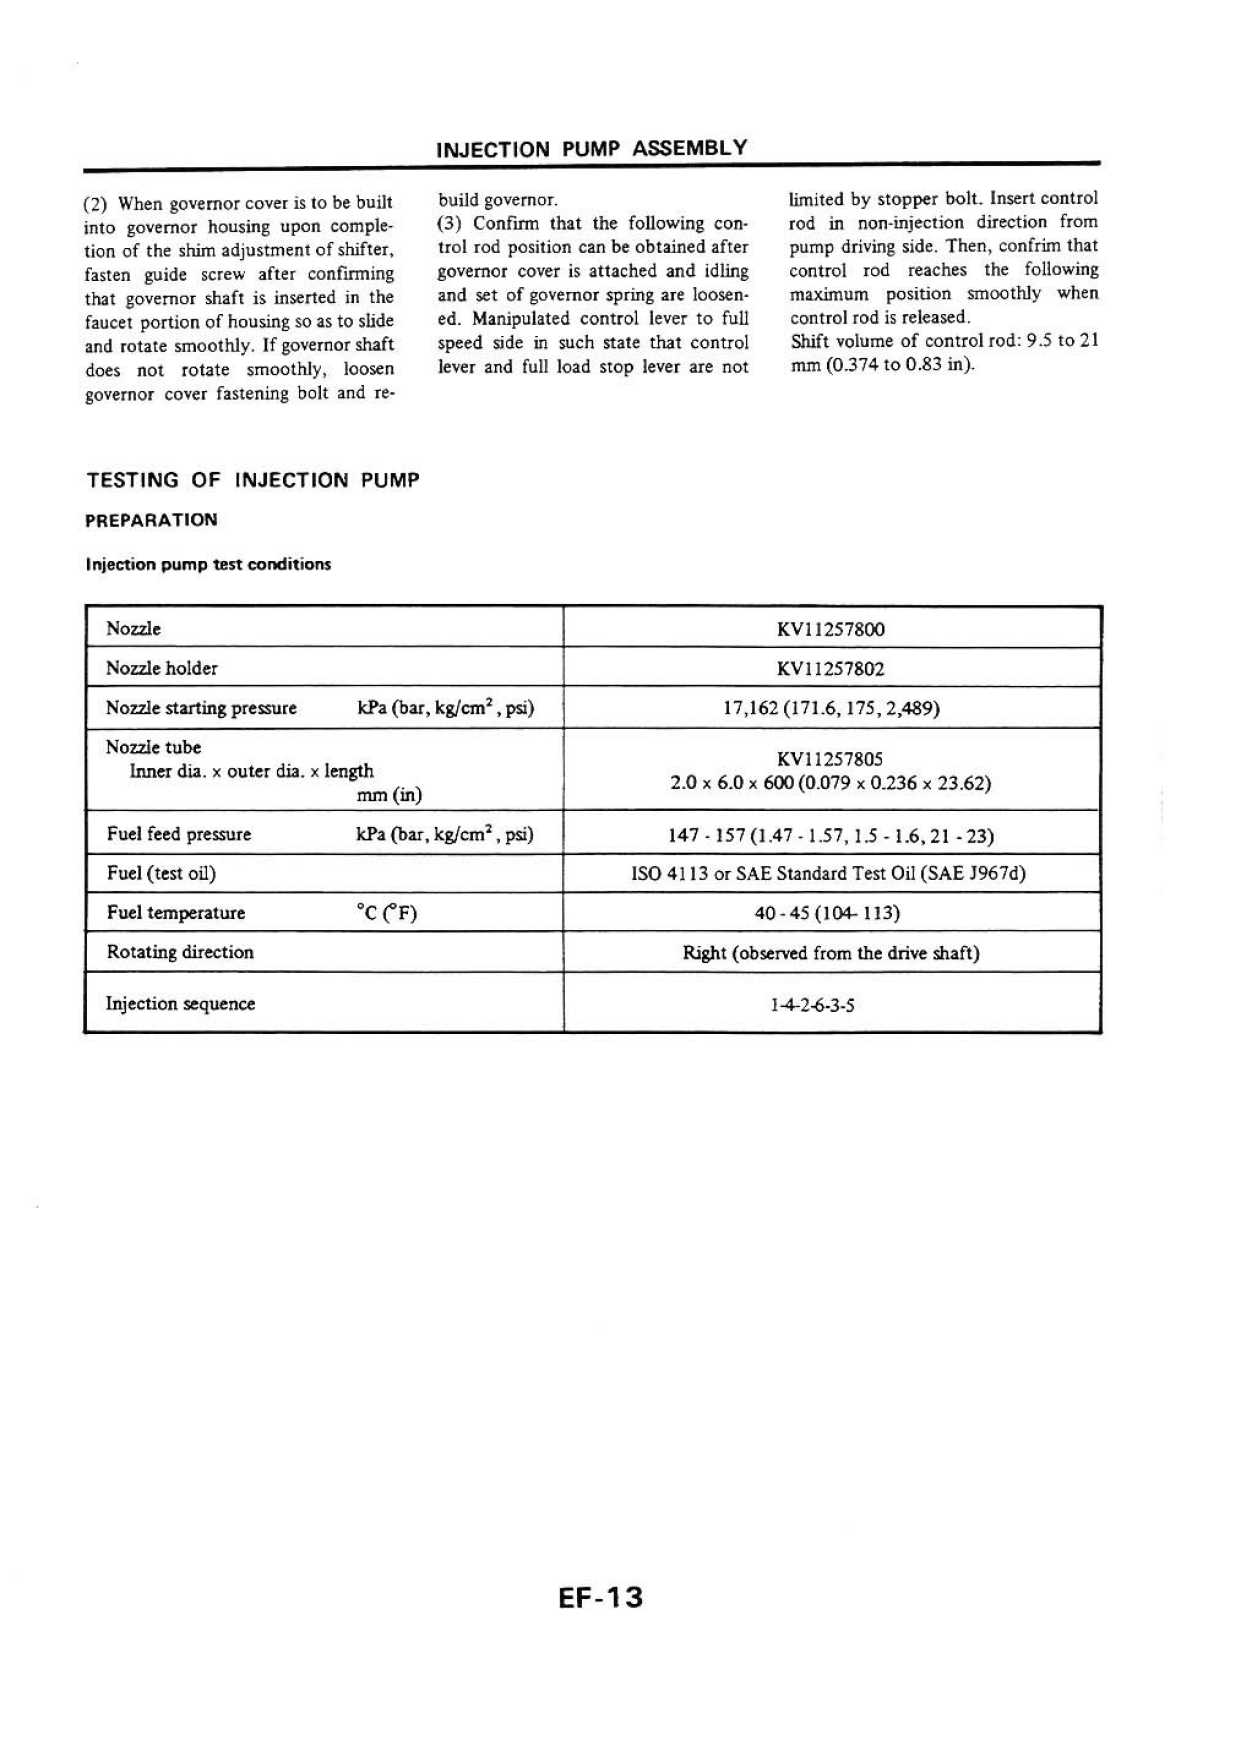 INJECTION PUMP ASSEMBLY
(2) When governor cover is to be built
into governor housing upon comple-
tion of the shim adjustment of shifter,
fasten guide screw after confirming
that governor shaft is inserted in the
faucet portion of housing so as to slide
and rotate smoothly. If governor shaft
does not rotate smoothly, loosen
governor cover fastening bolt and re-
build governor.
(3) Confirm that the following con-
trol rod position can be obtained after
governor cover is attached and idling
and set of governor spring are loosen-
ed. Manipulated control lever to full
speed side in such state that control
lever and full load stop lever are not
limited by stopper bolt. Insert control
rod in non-injection direction from
pump driving side. Then, confrim that
control rod reaches the following
maximum position smoothly when
control rod is released.
Shift volume of control rod: 9.5 to 21
mm (0.374 to 0.83 in).
TESTING OF INJECTION PUMP
PREPARATION
Injection pump test conditions
Nozzle KV11257800
Nozzle holder KV11257802
Nozzle starting pressure kPa (bar, kg/cm², psi) 17,162 (171.6, 175, 2,489)
Nozzle tube
Inner dia. x outer dia. x length
mm (in)
KV11257805
2.0 x 6.0 x 600 (0.079 x 0.236 x 23.62)
Fuel feed pressure kPa (bar, kg/cm², psi) 147 - 157 (1.47 - 1.57, 1.5 - 1.6, 21 - 23)
Fuel (test oil) ISO 4113 or SAE Standard Test Oil (SAE J967d)
Fuel temperature °C (°F) 40 - 45 (104- 113)
Rotating direction Right (observed from the drive shaft)
Injection sequence 1-4-2-6-3-5
EF-13